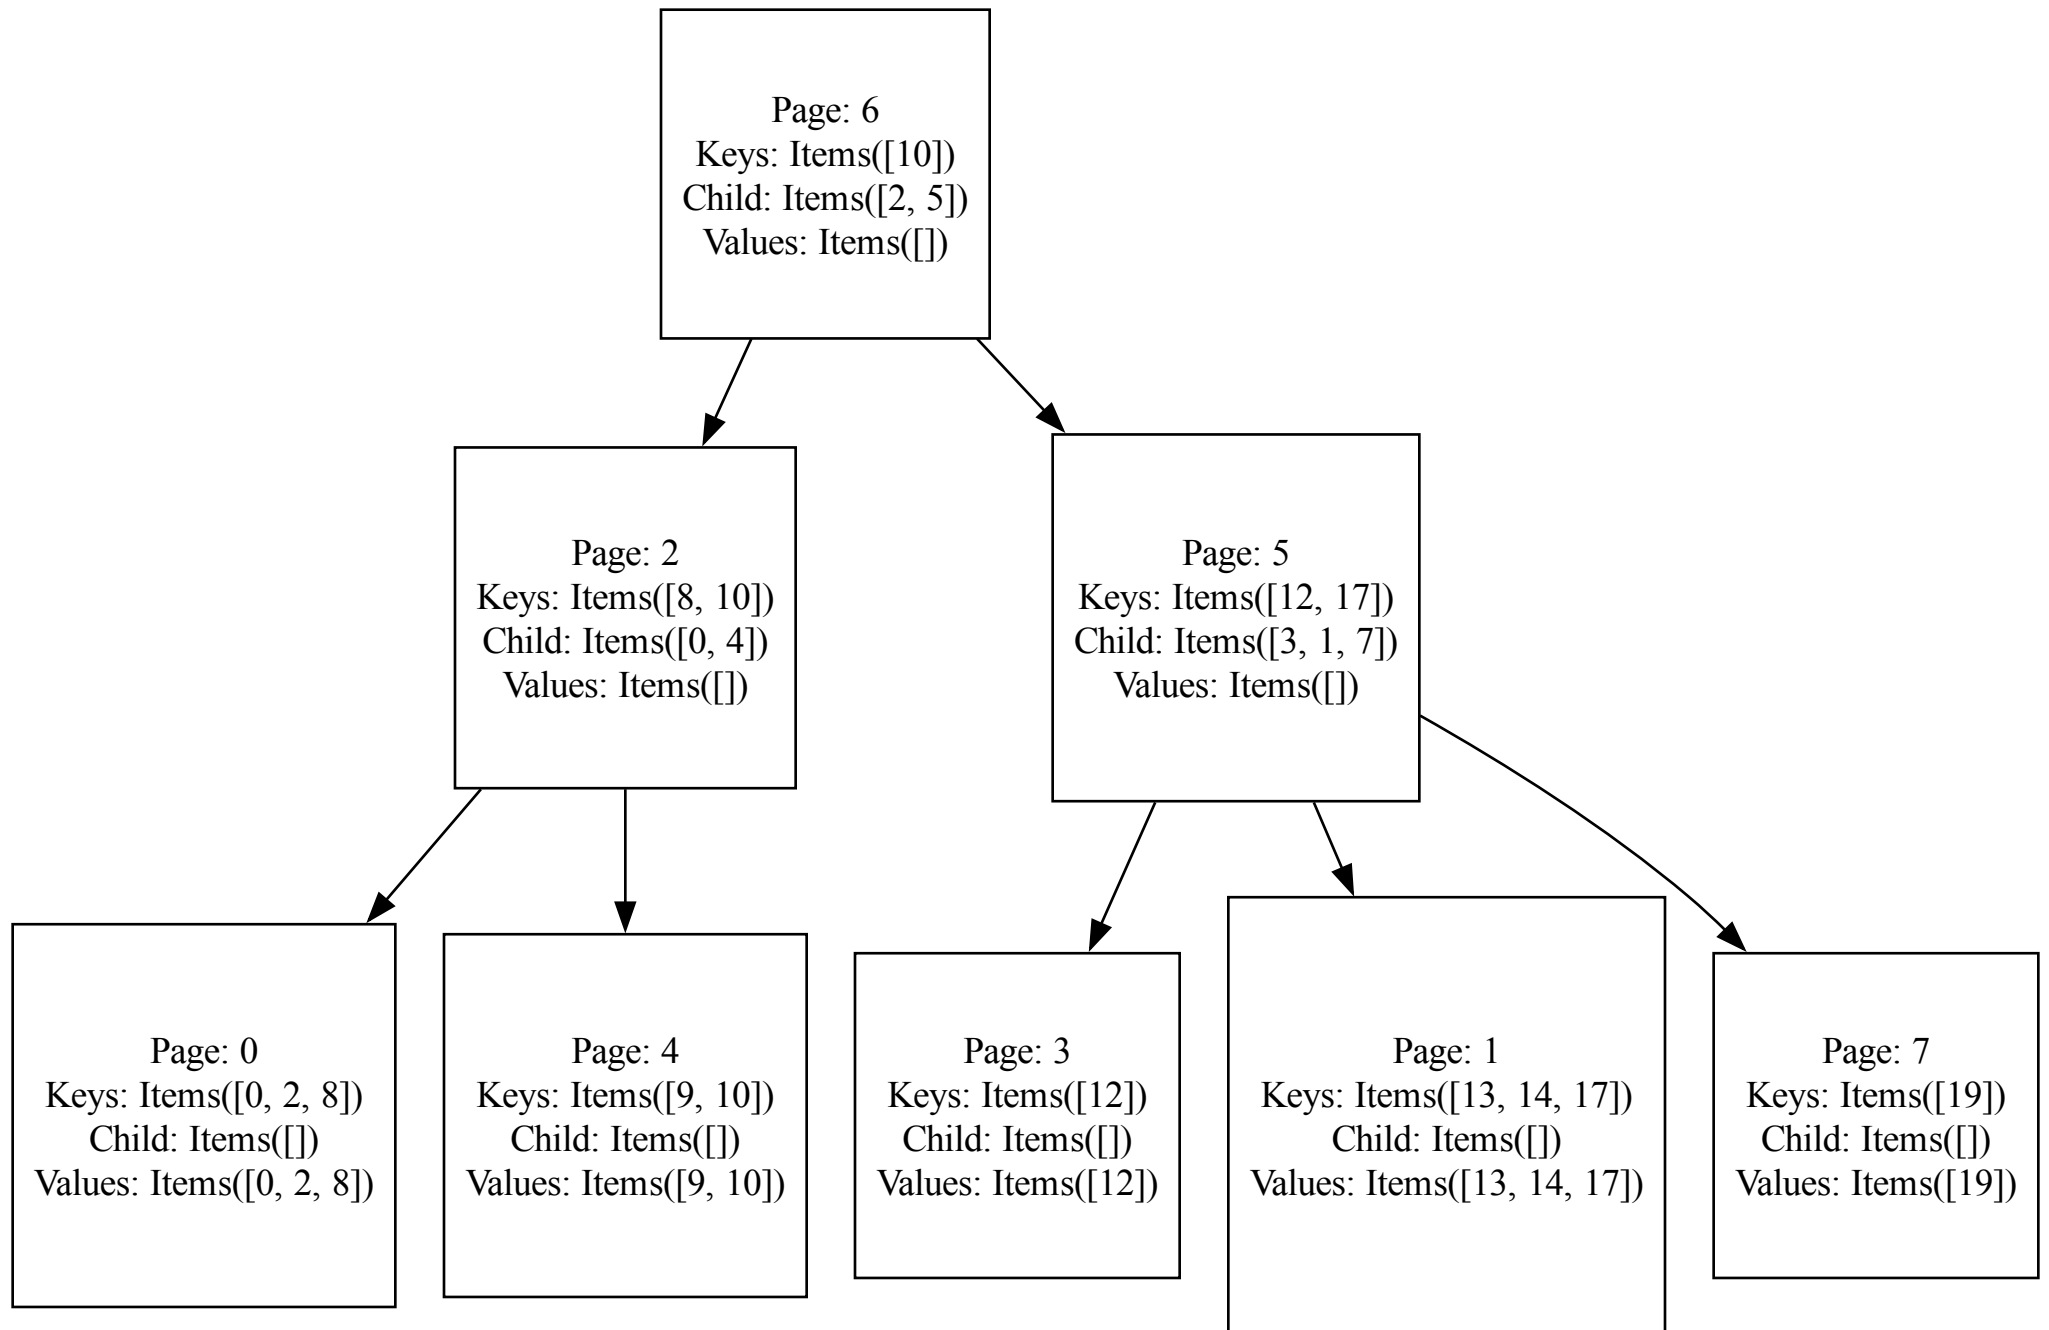 Page: 6
Keys: Items([10])
Child: Items([2, 5])
Values: Items([])
Page: 2
Keys: Items([8, 10])
Child: Items([0, 4])
Values: Items([])
Page: 5
Keys: Items([12, 17])
Child: Items([3, 1, 7])
Values: Items([])
Page: 0
Keys: Items([0, 2, 8])
Child: Items([])
Values: Items([0, 2, 8])
Page: 4
Keys: Items([9, 10])
Child: Items([])
Values: Items([9, 10])
Page: 3
Keys: Items([12])
Child: Items([])
Values: Items([12])
Page: 1
Keys: Items([13, 14, 17])
Child: Items([])
Values: Items([13, 14, 17])
Page: 7
Keys: Items([19])
Child: Items([])
Values: Items([19])